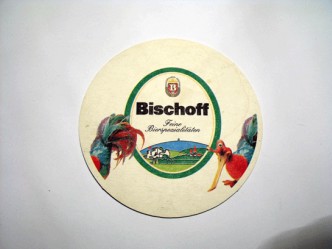 B
Bischoff
Feine
Bierspezialitäten